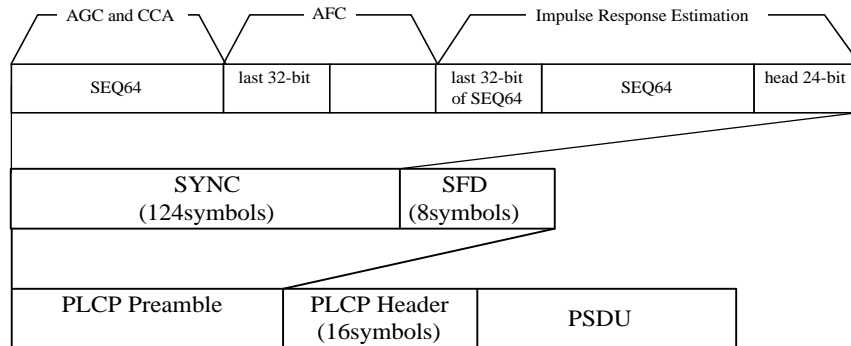 AGC and CCA
AFC
Impulse Response Estimation
SEQ64
last 32-bit
last 32-bit
of SEQ64
SEQ64
head 24-bit
SYNC
(124symbols)
SFD
(8symbols)
PLCP Preamble
PLCP Header
(16symbols)
PSDU